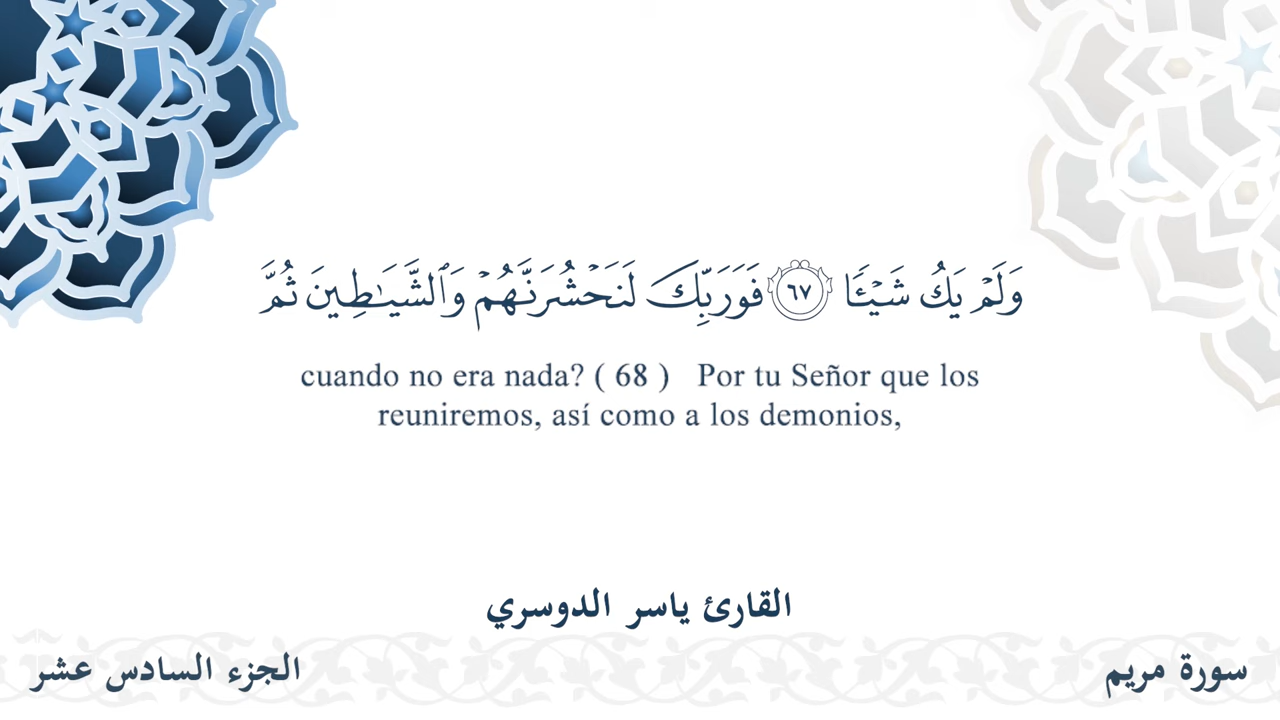 وَلَمۡ يَكُ شَيۡـٔٗا ٦٧ فَوَرَبِّكَ لَنَحۡشُرَنَّهُمۡ وَٱلشَّيَٰطِينَ ثُمَّ
cuando no era nada? ( 68 ) Por tu Señor que los
reuniremos, así como a los demonios,
القارئ ياسر الدوسري
سورة مريم
الجزء السادس عشر